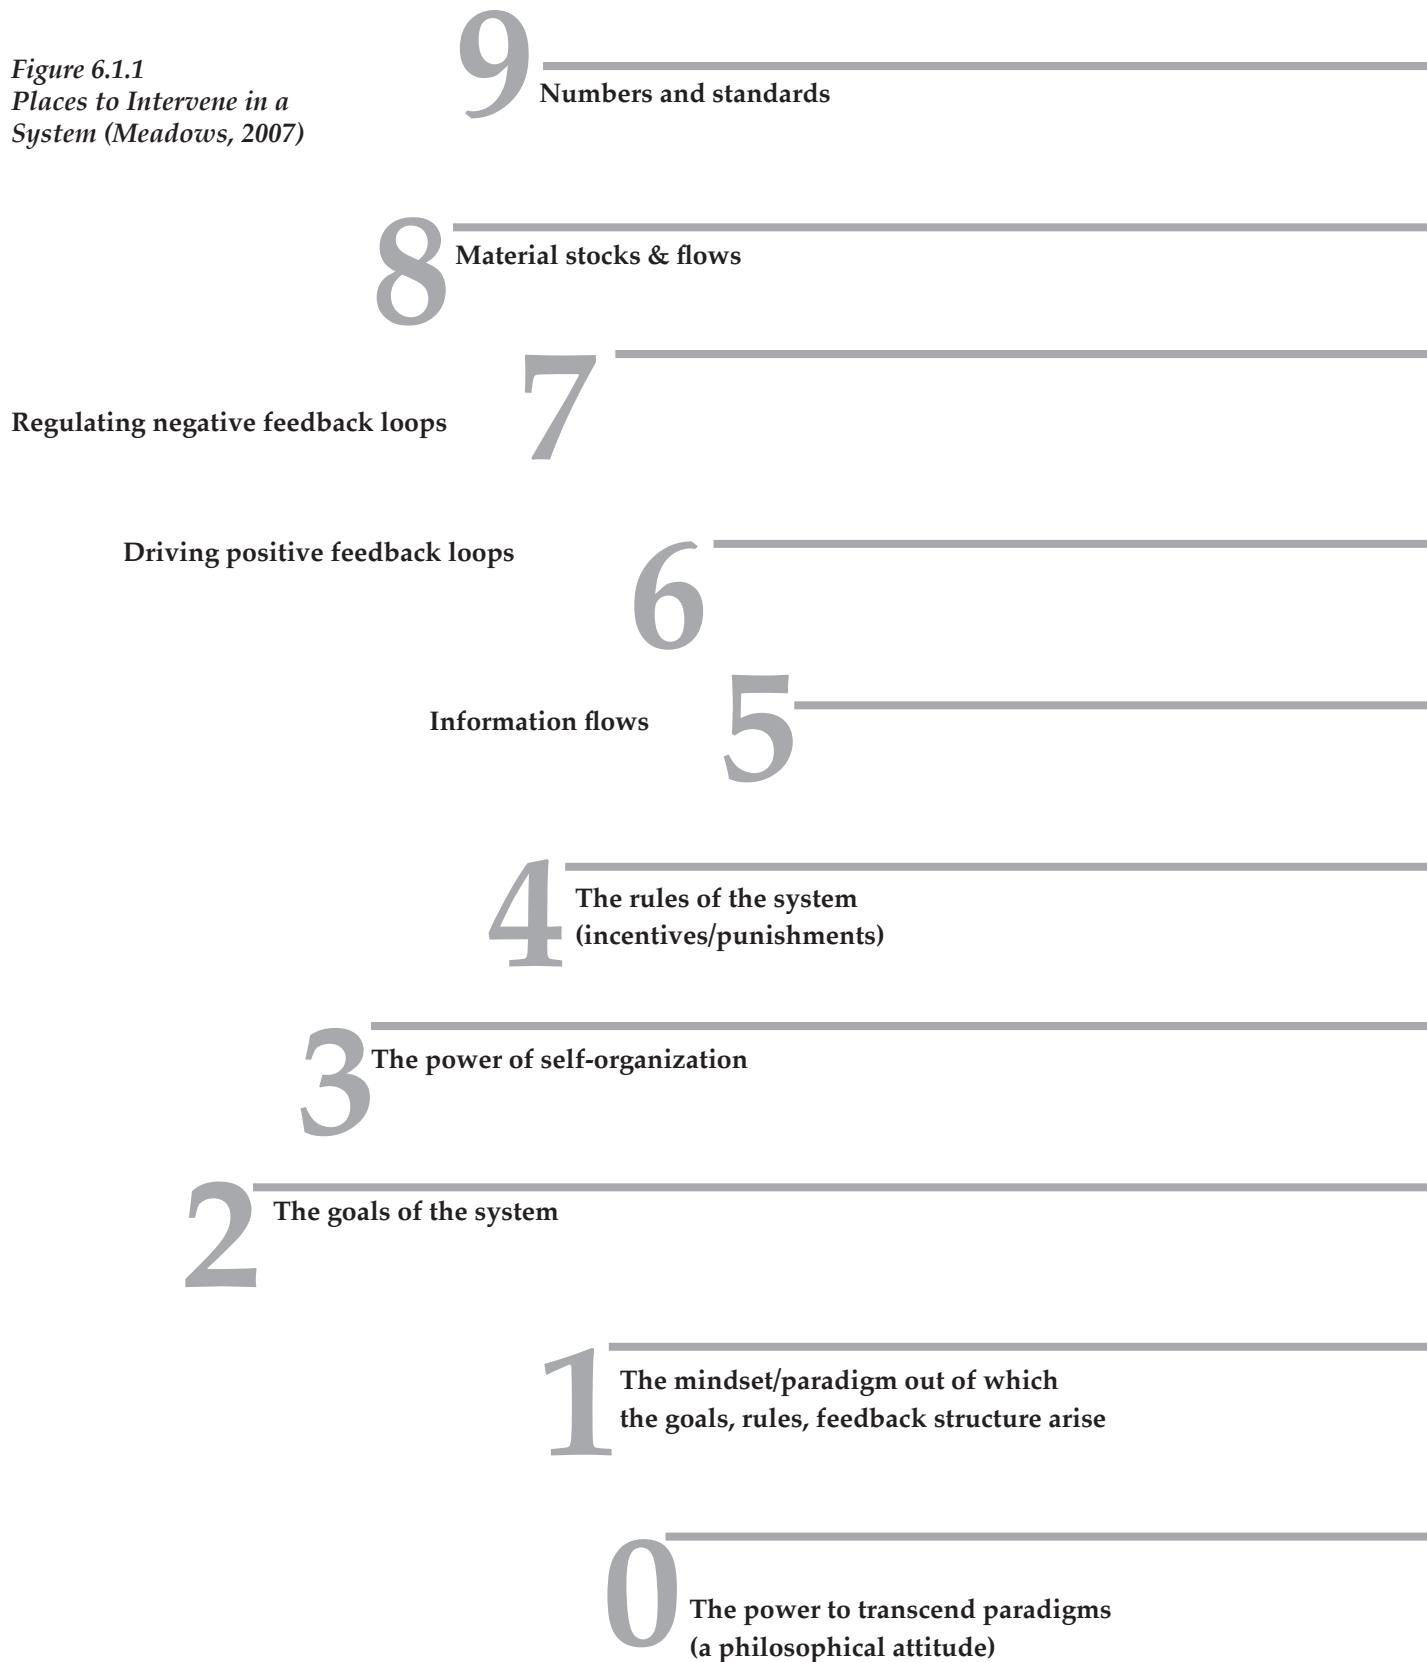 Figure 6.1.1
Places to Intervene in a
System (Meadows, 2007)
9
Numbers and standards
8
Material stocks & flows
7
Regulating negative feedback loops
6
Driving positive feedback loops
5
Information flows
4
The rules of the system
(incentives/punishments)
3
The power of self-organization
2
The goals of the system
1
The mindset/paradigm out of which
the goals, rules, feedback structure arise
0
The power to transcend paradigms
(a philosophical attitude)